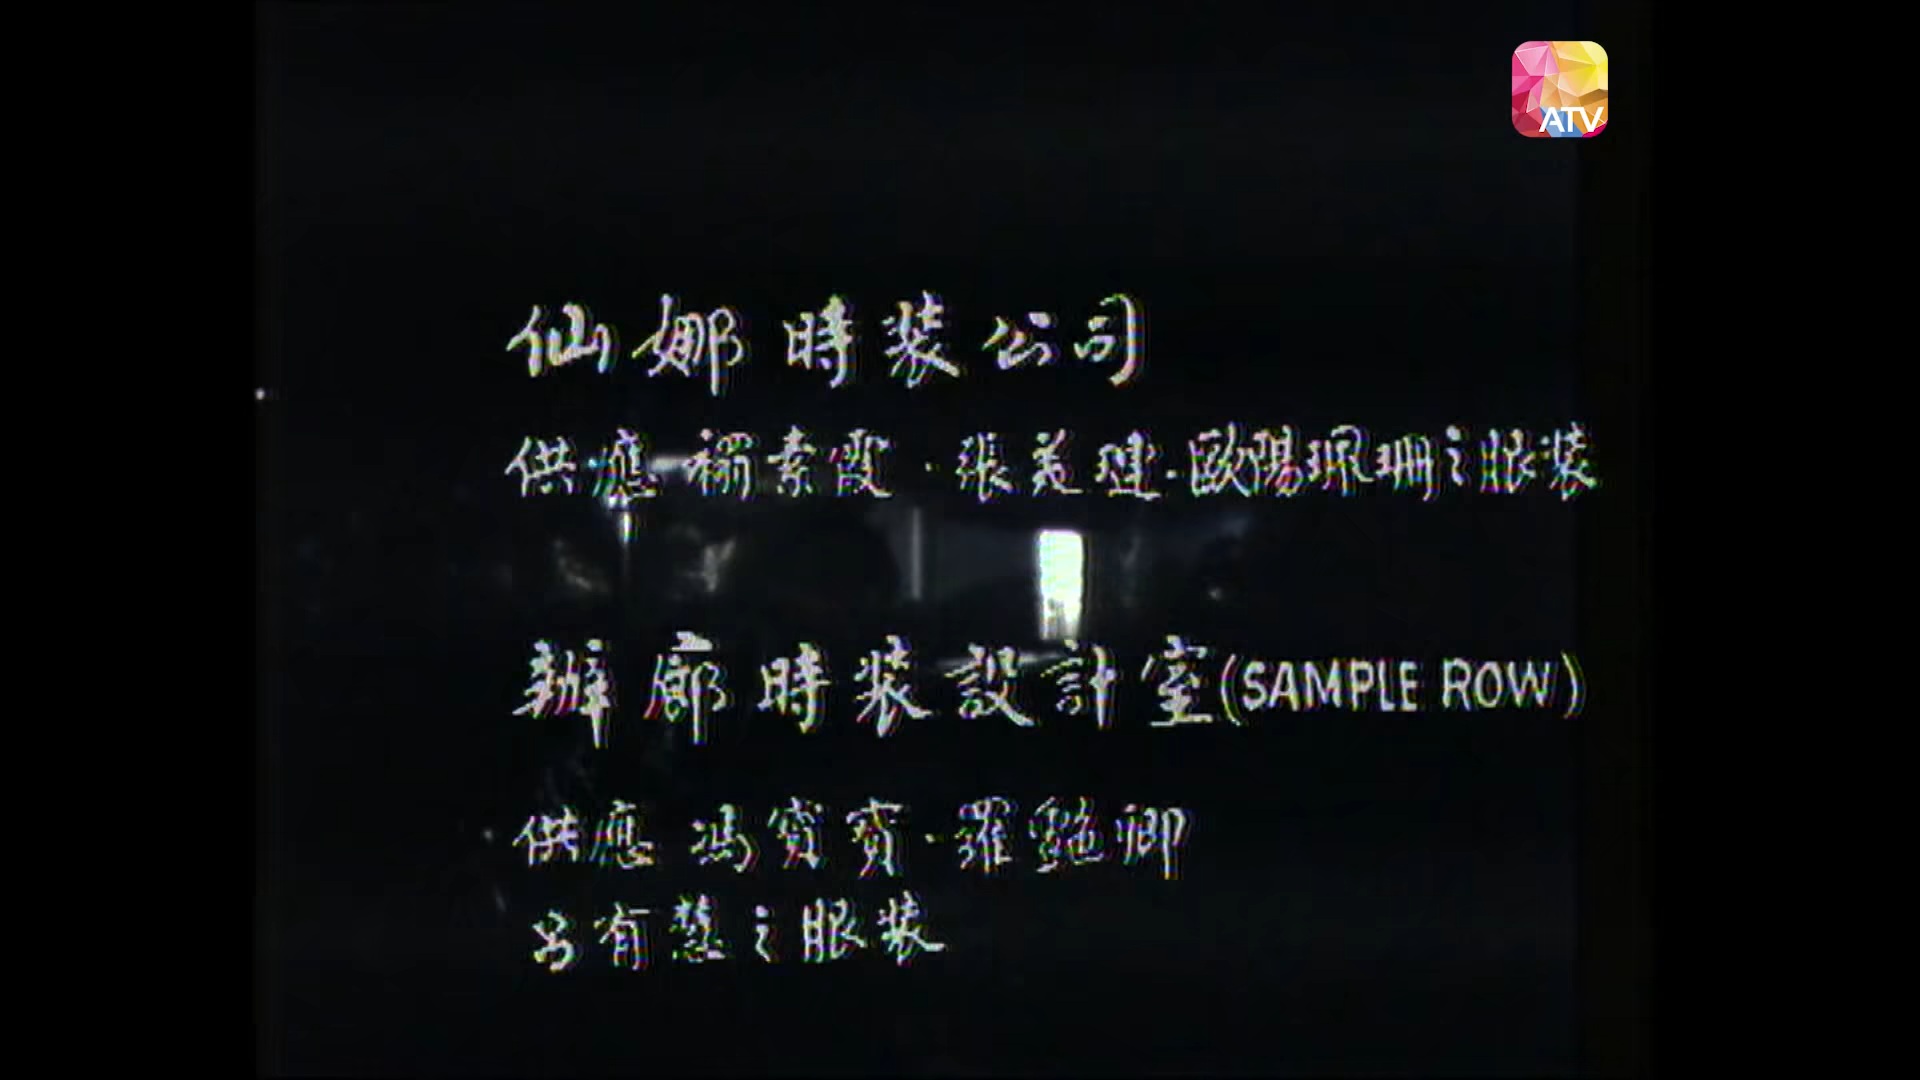 ATV
仙娜時裝公司
供應 禤素霞·張美璉·歐陽珮珊之服裝
辦廊時裝設計室(SAMPLE ROW)
供應 馮寶寶·羅艷卿
呂有慧之服裝